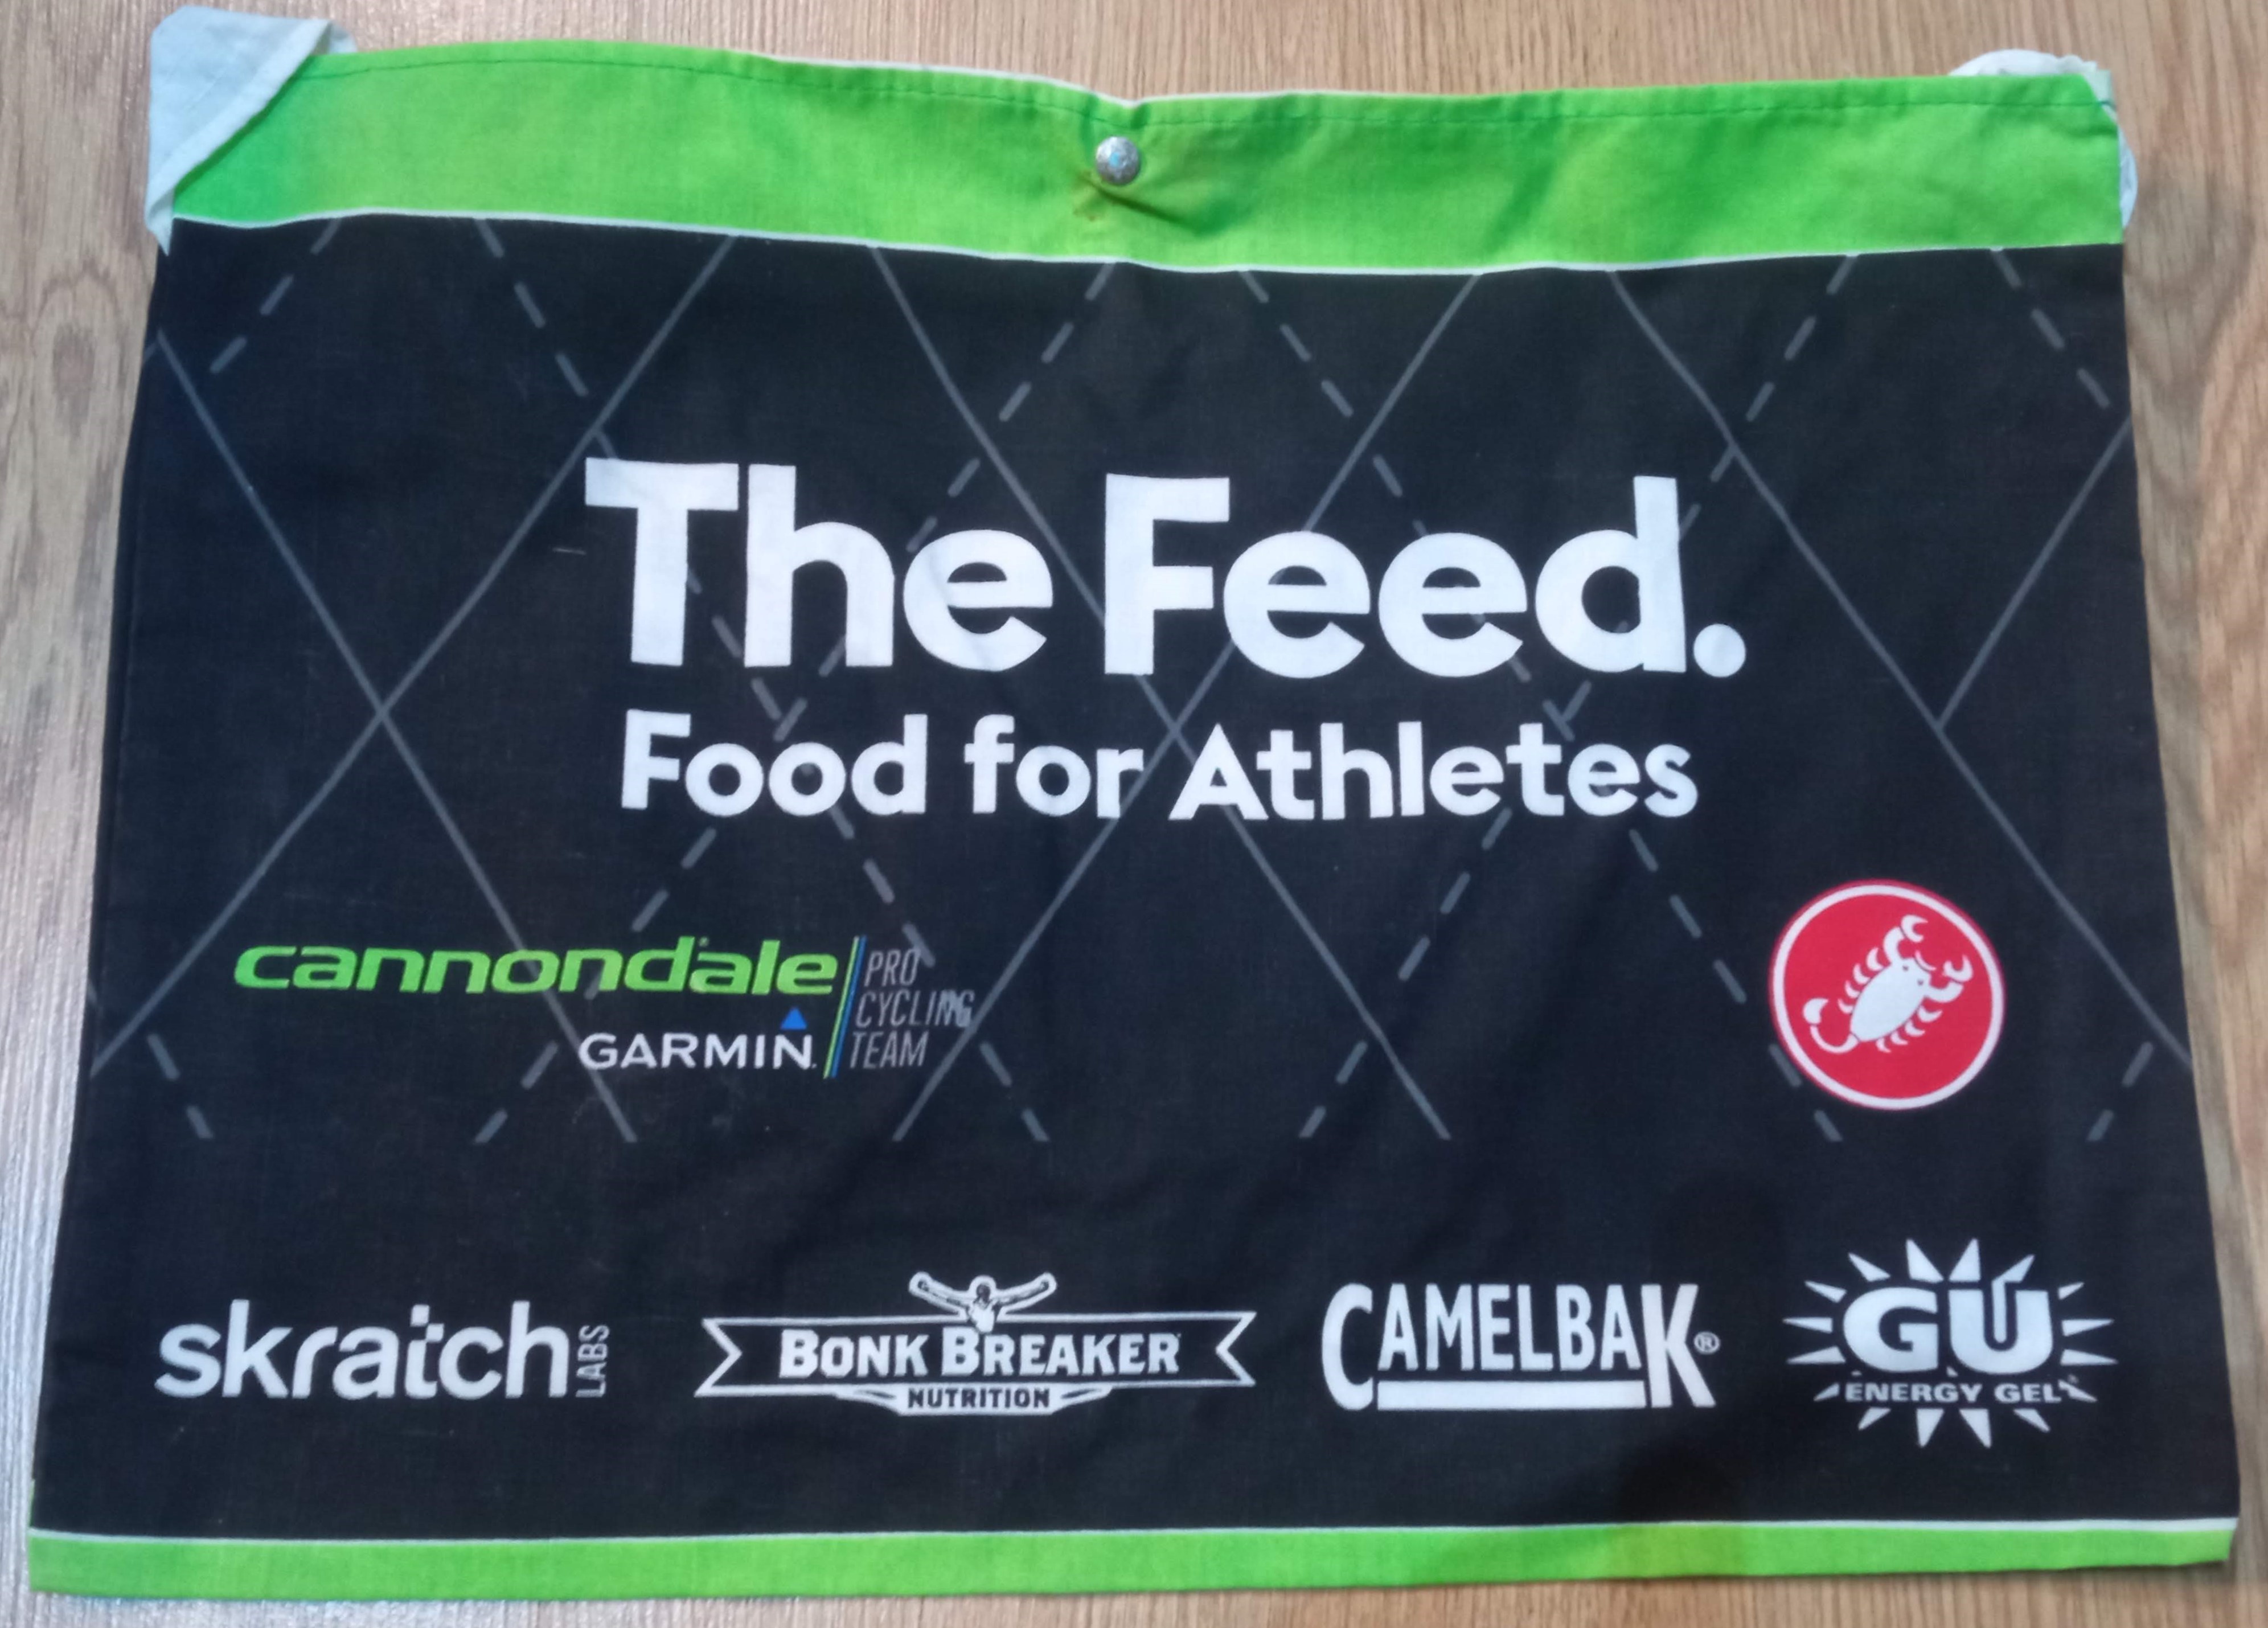 The Feed.
Food for Athletes
cannondale
GARMIN
PRO
CYCLING
TEAM
skratch LABS
BONK BREAKER
NUTRITION
CAMELBAK®
GU
ENERGY GEL